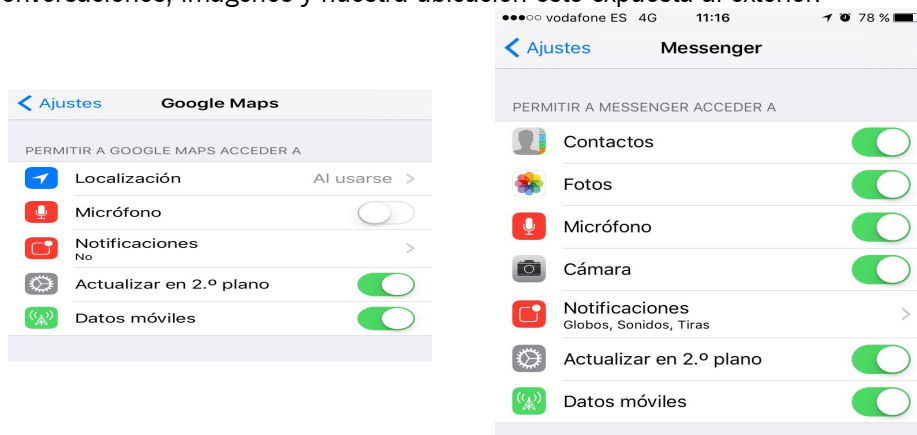 conversaciones, imágenes y nuestra ubicación esté expuesta al exterior.
Ajustes Google Maps
PERMITIR A GOOGLE MAPS ACCEDER A
Localización Al usarse >
Micrófono
Notificaciones >
No
Actualizar en 2.º plano
Datos móviles
vodafone ES 4G 11:16 78 %
Ajustes Messenger
PERMITIR A MESSENGER ACCEDER A
Contactos
Fotos
Micrófono
Cámara
Notificaciones >
Globos, Sonidos, Tiras
Actualizar en 2.º plano
Datos móviles